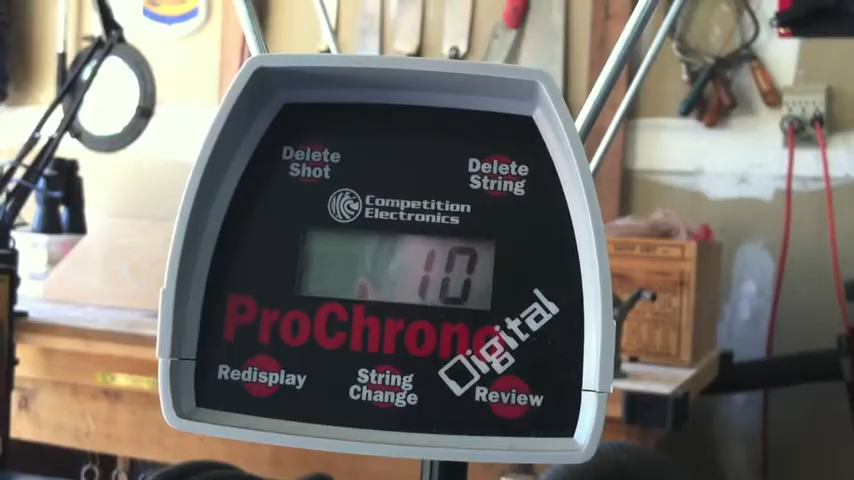 Delete
Shot
Delete
String
Competition
Electronics
10
ProChrono
Digital
Redisplay
String
Change
Review